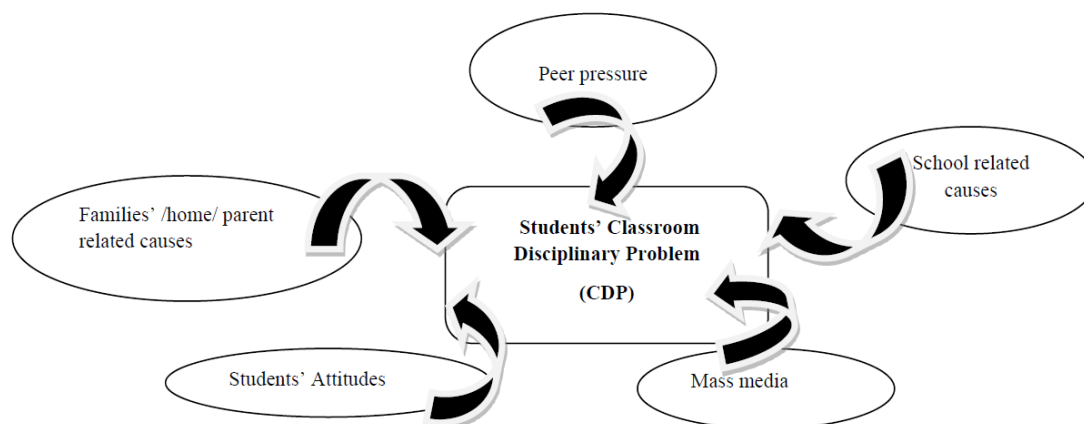 Peer pressure
School related
causes
Families’ /home/ parent
related causes
Students’ Classroom
Disciplinary Problem
(CDP)
Students’ Attitudes
Mass media